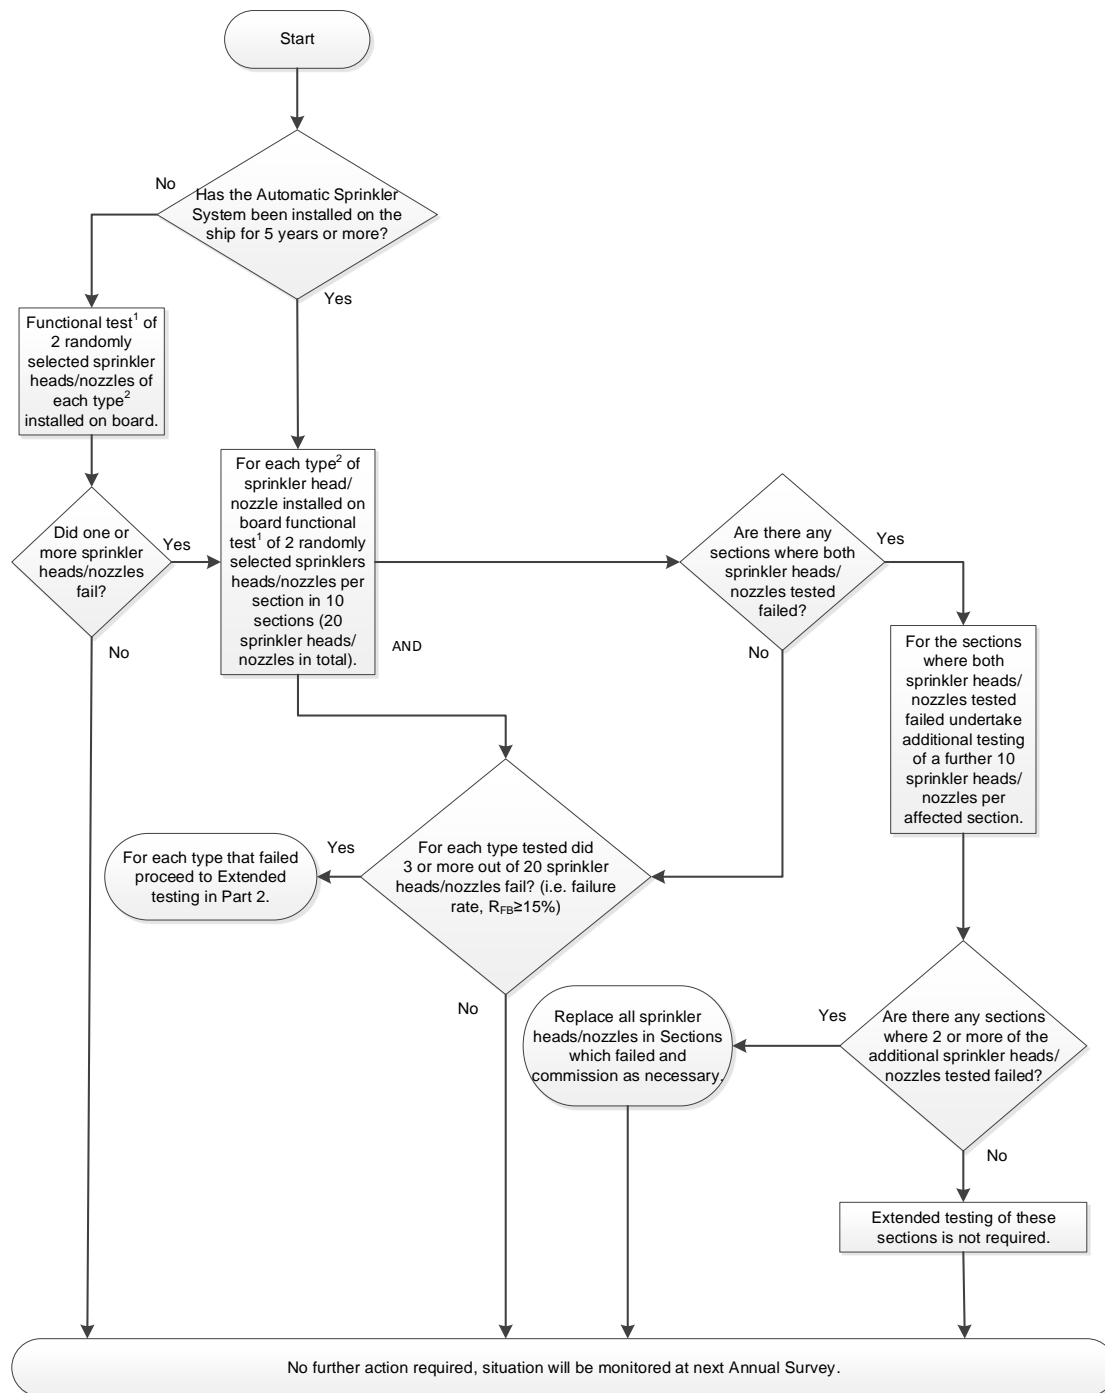 Start
No
Has the Automatic Sprinkler
System been installed on the
ship for 5 years or more?
Yes
Functional test¹ of
2 randomly
selected sprinkler
heads/nozzles of
each type²
installed on board.
For each type² of
sprinkler head/
nozzle installed on
board functional
test¹ of 2 randomly
selected sprinklers
heads/nozzles per
section in 10
sections (20
sprinkler heads/
nozzles in total).
Did one or
more sprinkler
heads/nozzles
fail?
Yes
No
AND
Are there any
sections where both
sprinkler heads/
nozzles tested
failed?
Yes
No
For the sections
where both
sprinkler heads/
nozzles tested
failed undertake
additional testing
of a further 10
sprinkler heads/
nozzles per
affected section.
For each type tested did
3 or more out of 20 sprinkler
heads/nozzles fail? (i.e. failure
rate, RFB≥15%)
Yes
For each type that failed
proceed to Extended
testing in Part 2.
No
Are there any sections
where 2 or more of the
additional sprinkler heads/
nozzles tested failed?
Yes
Replace all sprinkler
heads/nozzles in Sections
which failed and
commission as necessary.
No
Extended testing of these
sections is not required.
No further action required, situation will be monitored at next Annual Survey.